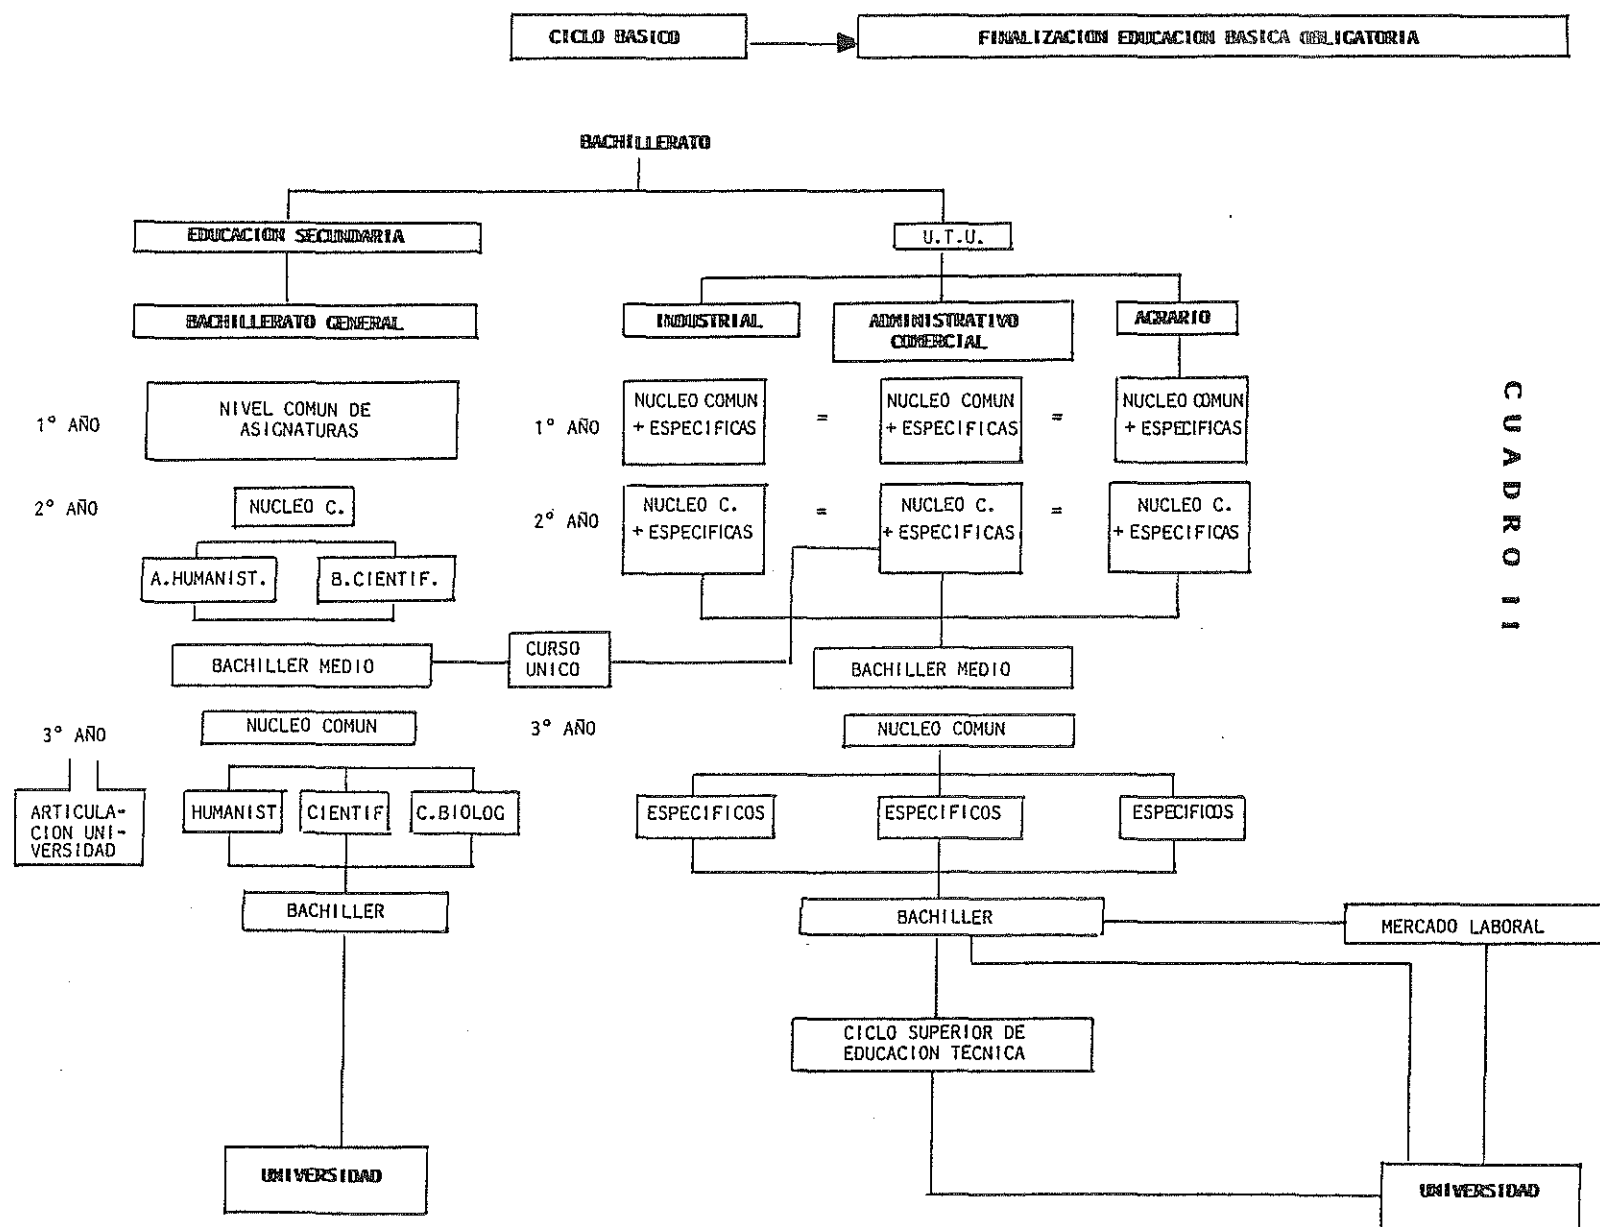 CICLO BASICO
FINALIZACION EDUCACION BASICA OBLIGATORIA
BACHILLERATO
EDUCACION SECUNDARIA
U.T.U.
BACHILLERATO GENERAL
INDUSTRIAL
ADMINISTRATIVO
COMERCIAL
AGRARIO
CUADRO II
1° AÑO
NIVEL COMUN DE
ASIGNATURAS
1° AÑO
NUCLEO COMUN
+ ESPECIFICAS
=
NUCLEO COMUN
+ ESPECIFICAS
=
NUCLEO COMUN
+ ESPECIFICAS
2° AÑO
NUCLEO C.
2° AÑO
NUCLEO C.
+ ESPECIFICAS
=
NUCLEO C.
+ ESPECIFICAS
=
NUCLEO C.
+ ESPECIFICAS
A.HUMANIST.
B.CIENTIF.
BACHILLER MEDIO
CURSO
UNICO
BACHILLER MEDIO
3° AÑO
NUCLEO COMUN
3° AÑO
NUCLEO COMUN
ARTICULA-
CION UNI-
VERSIDAD
HUMANIST
CIENTIF
C.BIOLOG
ESPECIFICOS
ESPECIFICOS
ESPECIFICOS
BACHILLER
BACHILLER
MERCADO LABORAL
CICLO SUPERIOR DE
EDUCACION TECNICA
UNIVERSIDAD
UNIVERSIDAD